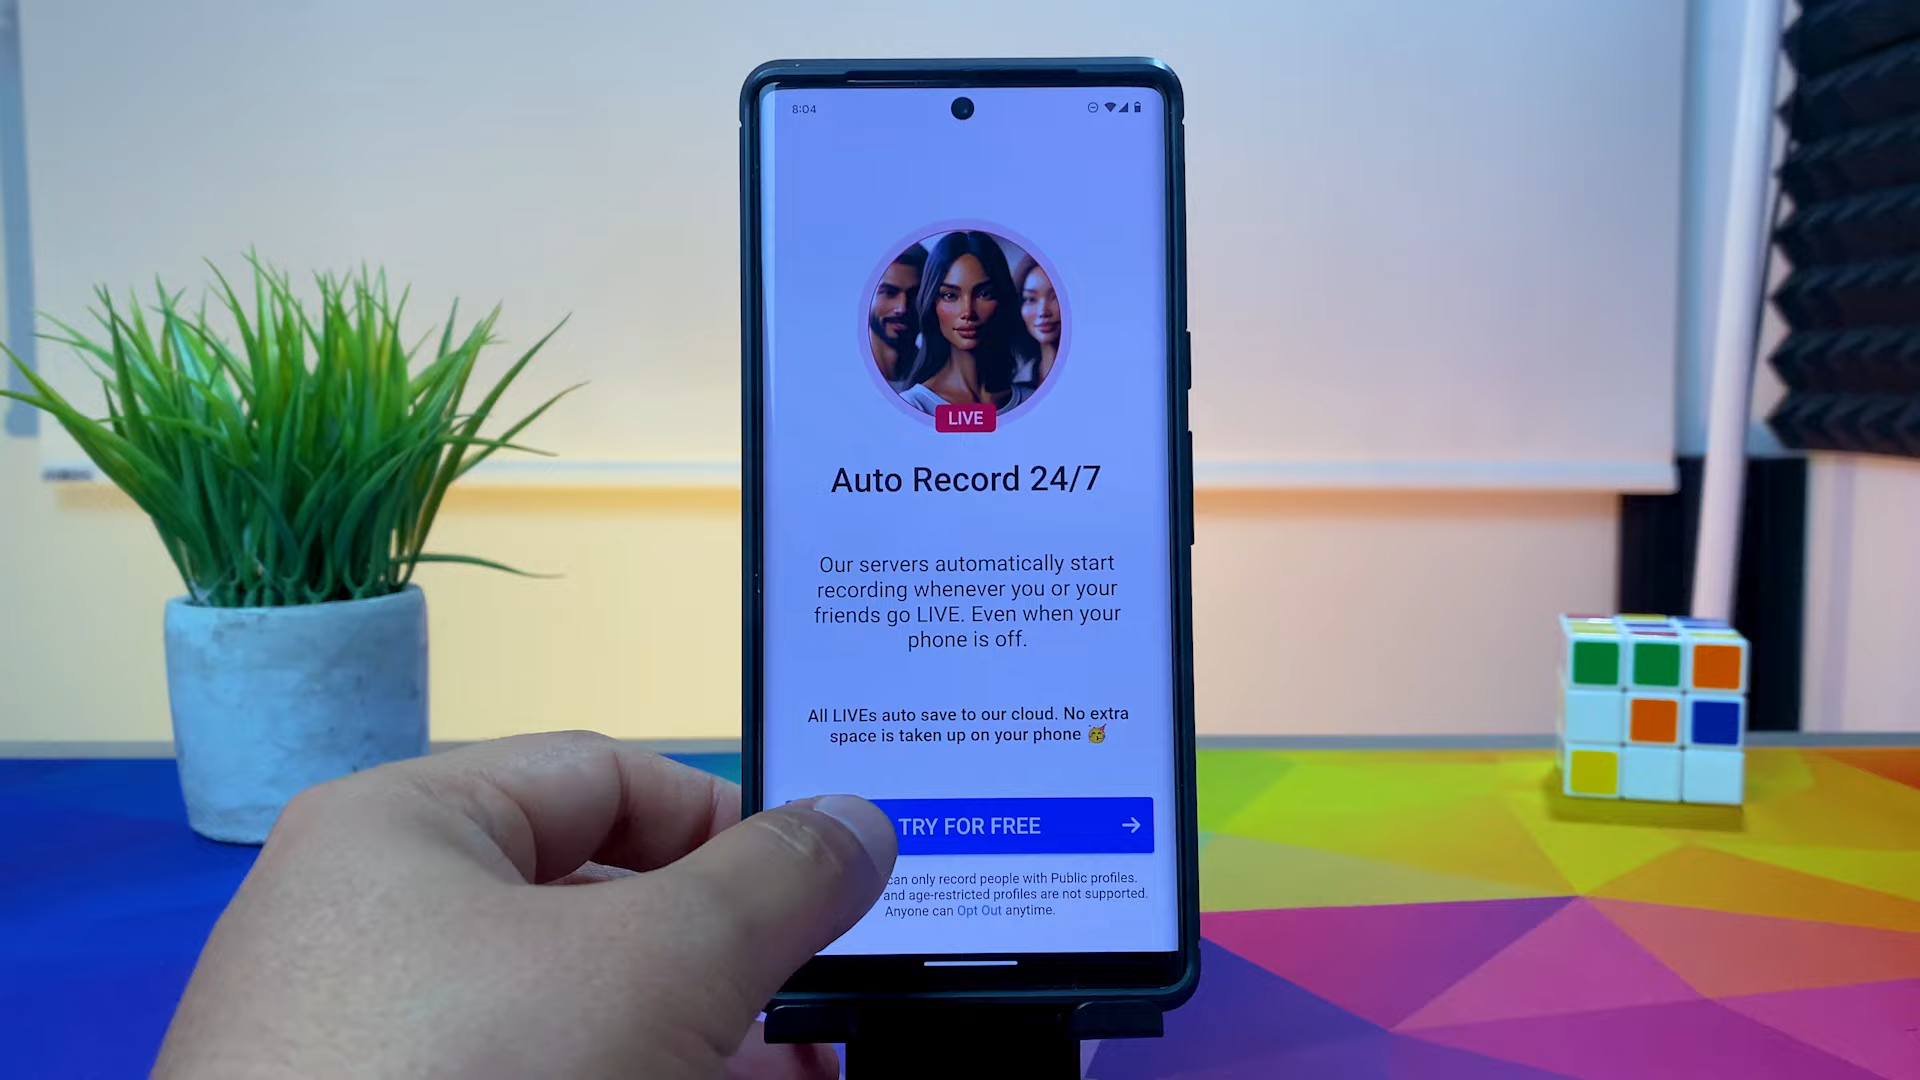 8:04
LIVE
Auto Record 24/7
Our servers automatically start
recording whenever you or your
friends go LIVE. Even when your
phone is off.
All LIVEs auto save to our cloud. No extra
space is taken up on your phone 🥳
TRY FOR FREE
can only record people with Public profiles.
and age-restricted profiles are not supported.
Anyone can Opt Out anytime.